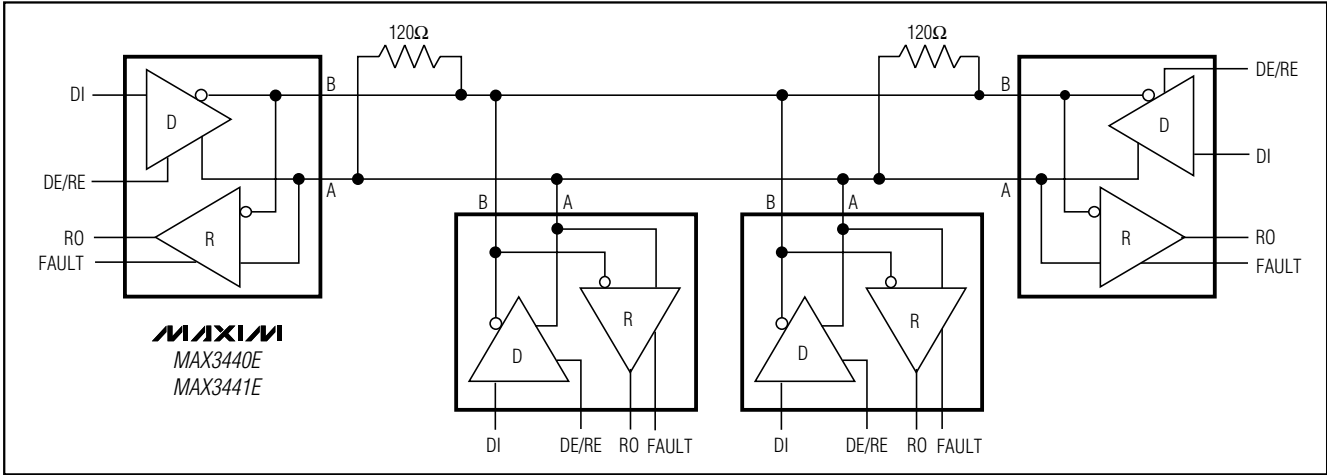 120Ω
120Ω
DI
D
B
B
D
DE/RE
DI
DE/RE
A
A
R
RO
FAULT
B
A
B
A
R
RO
FAULT
MAXIM
MAX3440E
MAX3441E
D
R
D
R
DI
DE/RE
RO
FAULT
DI
DE/RE
RO
FAULT